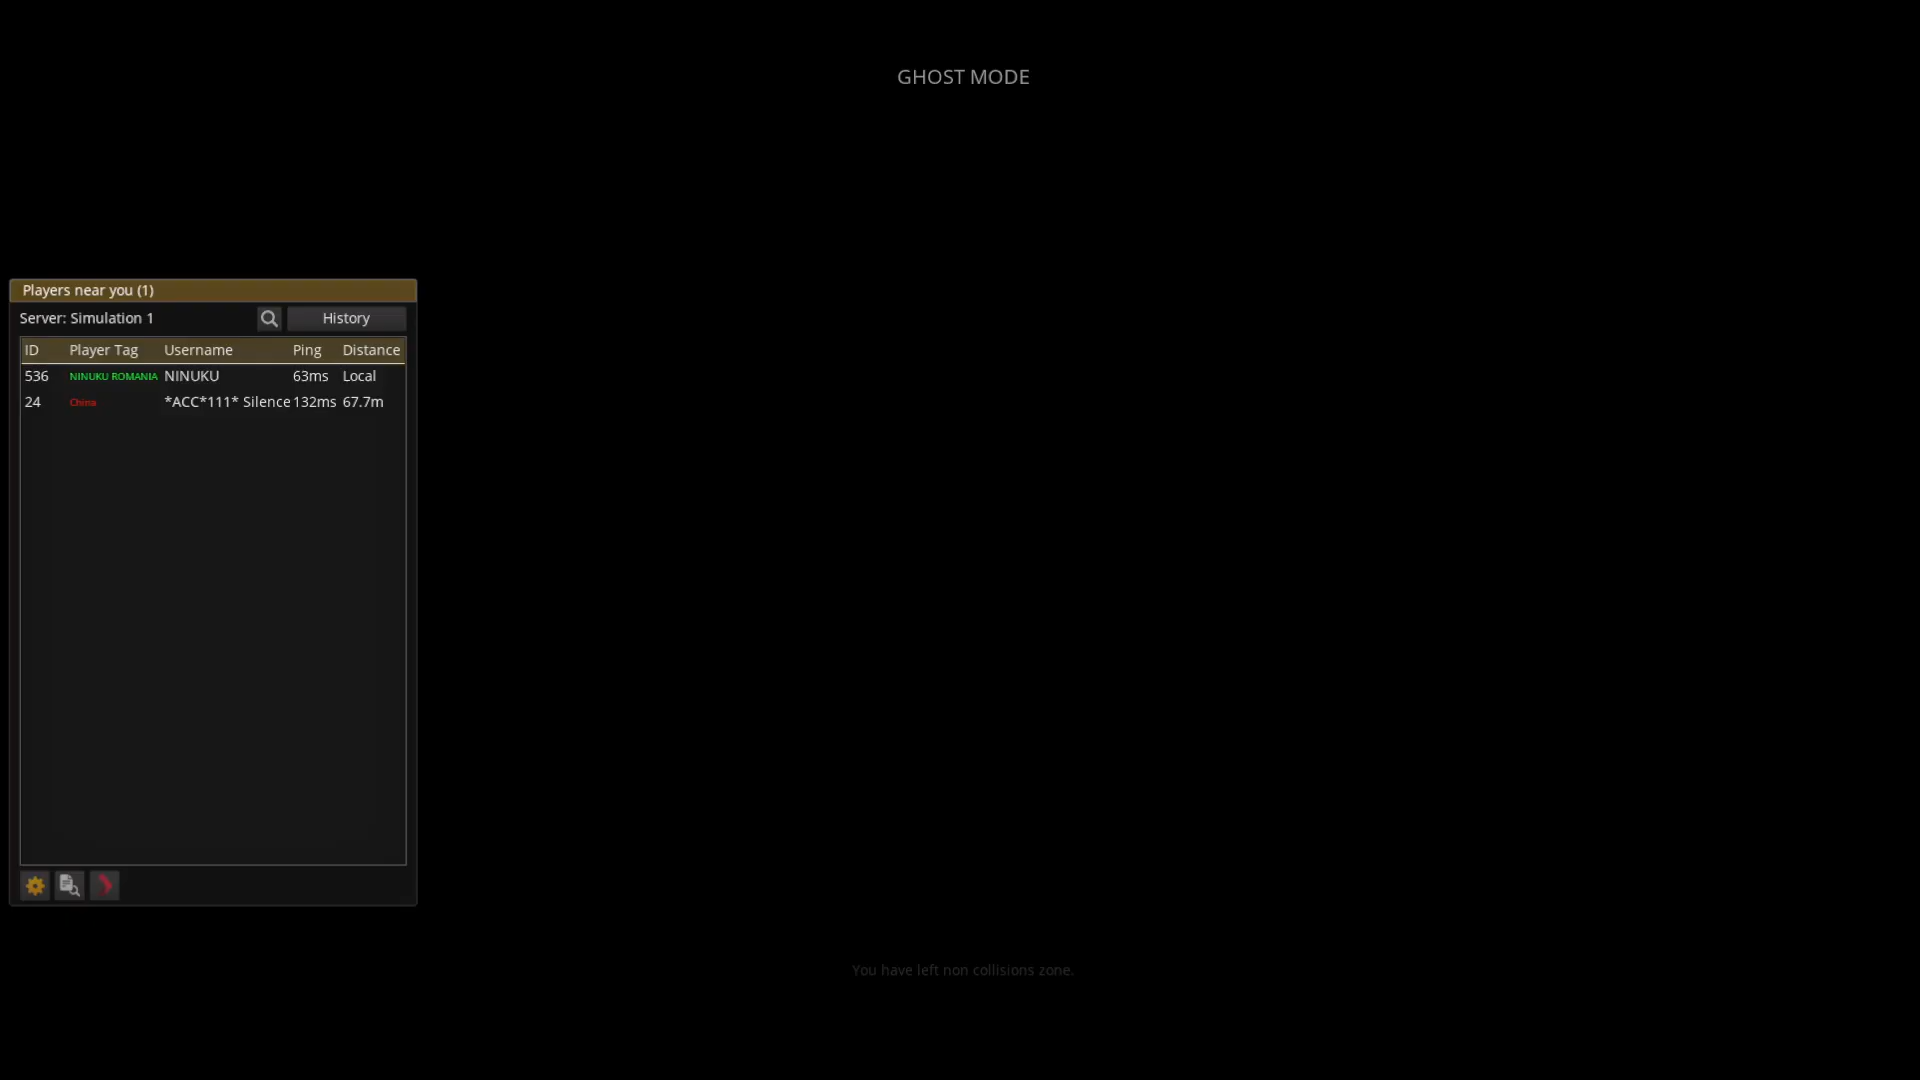 GHOST MODE
Players near you (1)
Server: Simulation 1
History
ID Player Tag Username Ping Distance
536 NINUKU ROMANIA NINUKU 63ms Local
24 China *ACC*111* Silence 132ms 67.7m
You have left non collisions zone.